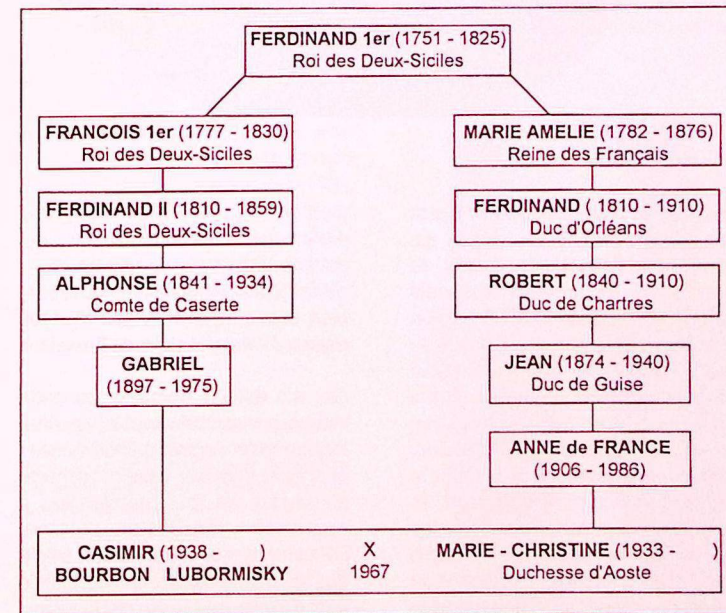 FERDINAND 1er (1751 - 1825)
Roi des Deux-Siciles
FRANCOIS 1er (1777 - 1830)
Roi des Deux-Siciles
MARIE AMELIE (1782 - 1876)
Reine des Français
FERDINAND II (1810 - 1859)
Roi des Deux-Siciles
FERDINAND ( 1810 - 1910)
Duc d'Orléans
ALPHONSE (1841 - 1934)
Comte de Caserte
ROBERT (1840 - 1910)
Duc de Chartres
GABRIEL
(1897 - 1975)
JEAN (1874 - 1940)
Duc de Guise
ANNE de FRANCE
(1906 - 1986)
CASIMIR (1938 - )
BOURBON LUBORMISKY
X
1967
MARIE - CHRISTINE (1933 - )
Duchesse d'Aoste